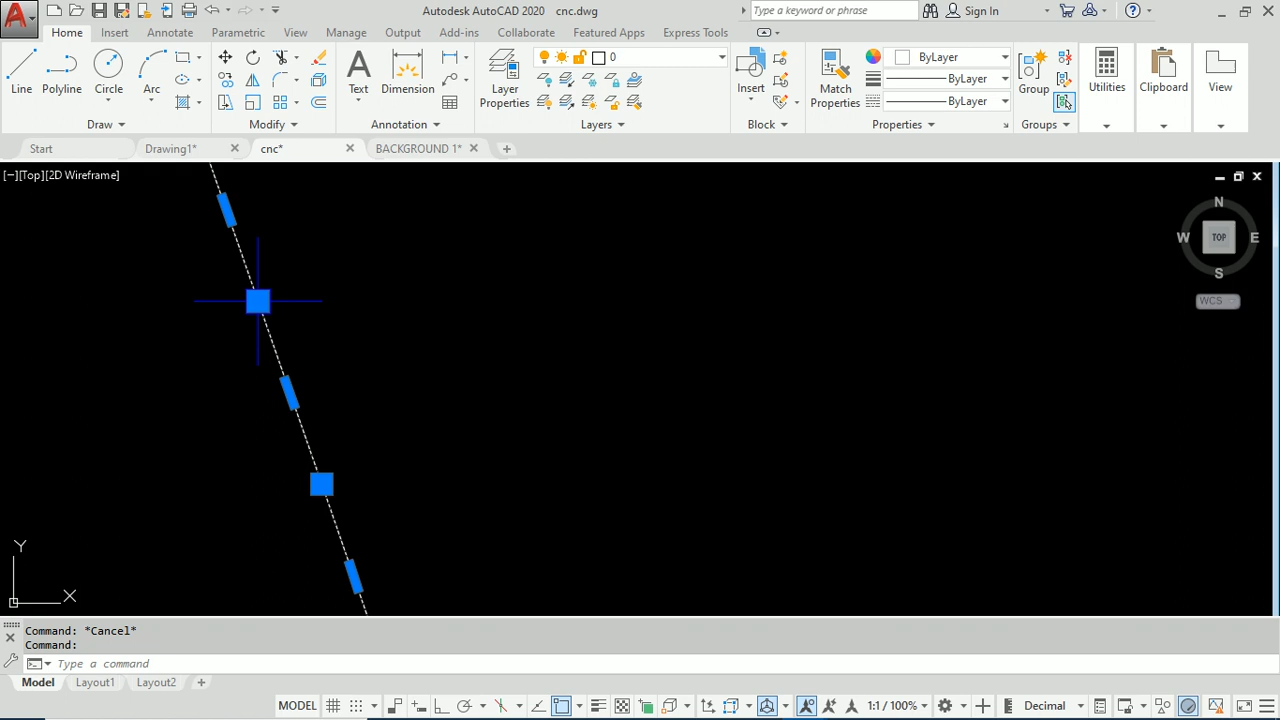 A Autodesk AutoCAD 2020 cnc.dwg Type a keyword or phrase Sign In ?
Home Insert Annotate Parametric View Manage Output Add-ins Collaborate Featured Apps Express Tools
Line Polyline Circle Arc
Text Dimension
Layer Properties
0
Insert
Match Properties
ByLayer
ByLayer
ByLayer
Group Utilities Clipboard View
Draw Modify Annotation Layers Block Properties Groups
Start Drawing1* cnc* BACKGROUND 1*
[−][Top][2D Wireframe]
N
W TOP E
S
WCS
Y
X
Command: *Cancel*
Command:
Type a command
Model Layout1 Layout2 +
MODEL 1:1 / 100% Decimal